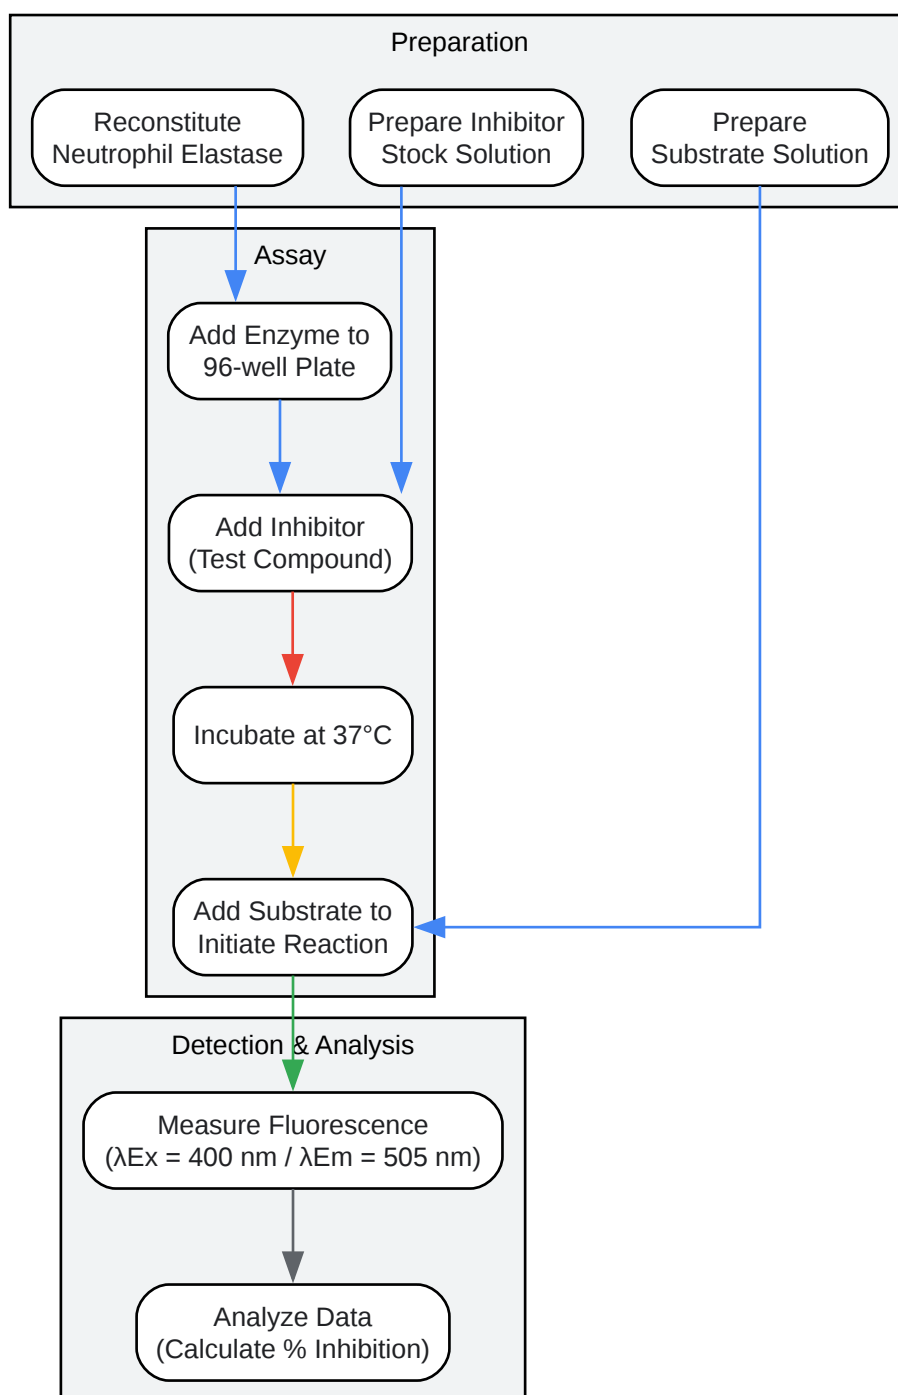 Preparation
Reconstitute
Neutrophil Elastase
Prepare Inhibitor
Stock Solution
Prepare
Substrate Solution
Assay
Add Enzyme to
96-well Plate
Add Inhibitor
(Test Compound)
Incubate at 37°C
Add Substrate to
Initiate Reaction
Detection & Analysis
Measure Fluorescence
(λEx = 400 nm / λEm = 505 nm)
Analyze Data
(Calculate % Inhibition)